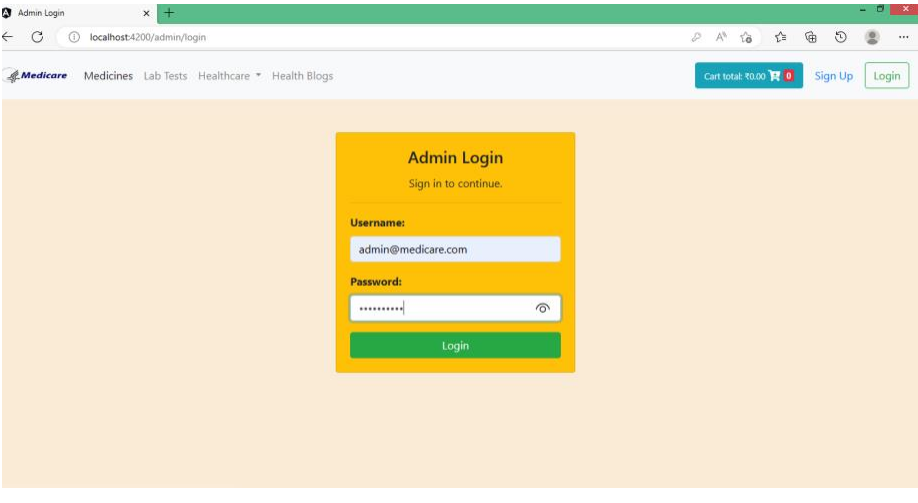 Admin Login
localhost:4200/admin/login
Medicare Medicines Lab Tests Healthcare Health Blogs Cart total: ₹0.00 0 Sign Up Login
Admin Login
Sign in to continue.
Username:
admin@medicare.com
Password:
••••••••••
Login